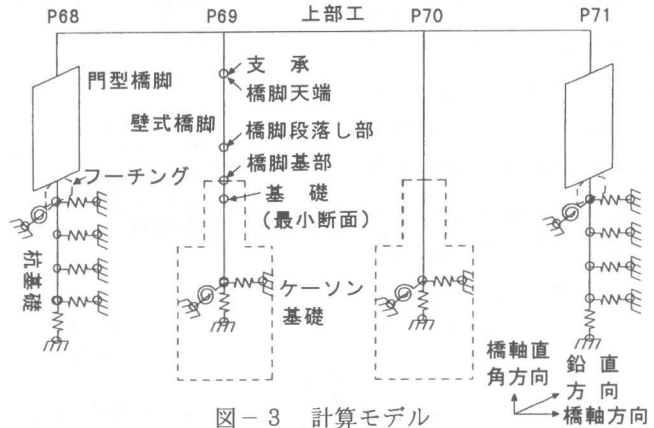 P68 P69 上部工 P70 P71
支 承
門型橋脚
橋脚天端
壁式橋脚
橋脚段落し部
フーチング
橋脚基部
基 礎
(最小断面)
杭基礎
ケーソン
基礎
橋軸直
角方向
鉛 直
方 向
橋軸方向
図-3 計算モデル